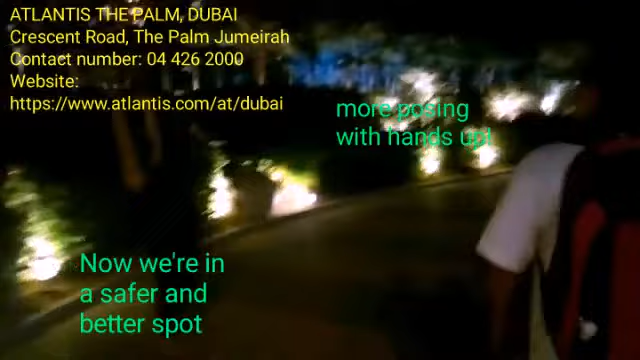 ATLANTIS THE PALM, DUBAI
Crescent Road, The Palm Jumeirah
Contact number: 04 426 2000
Website:
https://www.atlantis.com/at/dubai
more posing
with hands up!
Now we're in
a safer and
better spot